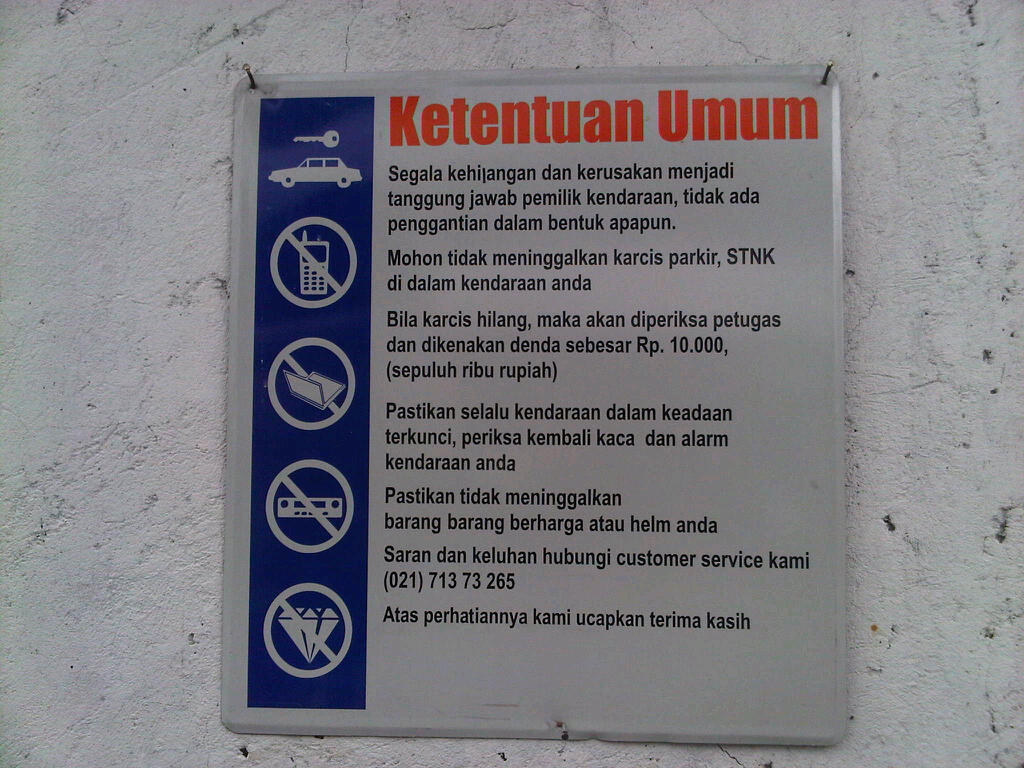 Ketentuan Umum
Segala kehilangan dan kerusakan menjadi
tanggung jawab pemilik kendaraan, tidak ada
penggantian dalam bentuk apapun.
Mohon tidak meninggalkan karcis parkir, STNK
di dalam kendaraan anda
Bila karcis hilang, maka akan diperiksa petugas
dan dikenakan denda sebesar Rp. 10.000,
(sepuluh ribu rupiah)
Pastikan selalu kendaraan dalam keadaan
terkunci, periksa kembali kaca dan alarm
kendaraan anda
Pastikan tidak meninggalkan
barang barang berharga atau helm anda
Saran dan keluhan hubungi customer service kami
(021) 713 73 265
Atas perhatiannya kami ucapkan terima kasih